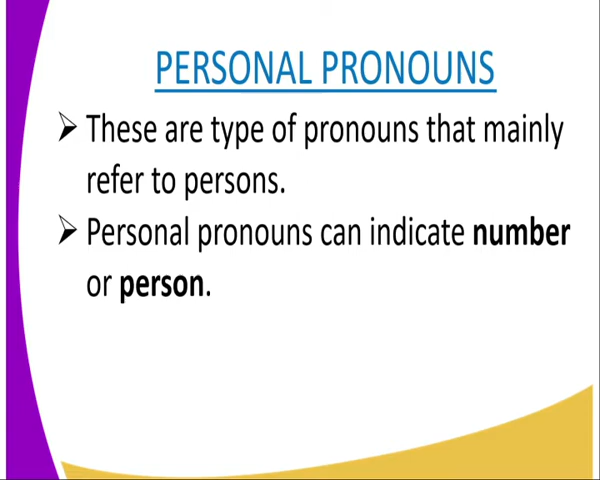 PERSONAL PRONOUNS
➢ These are type of pronouns that mainly
refer to persons.
➢ Personal pronouns can indicate number
or person.